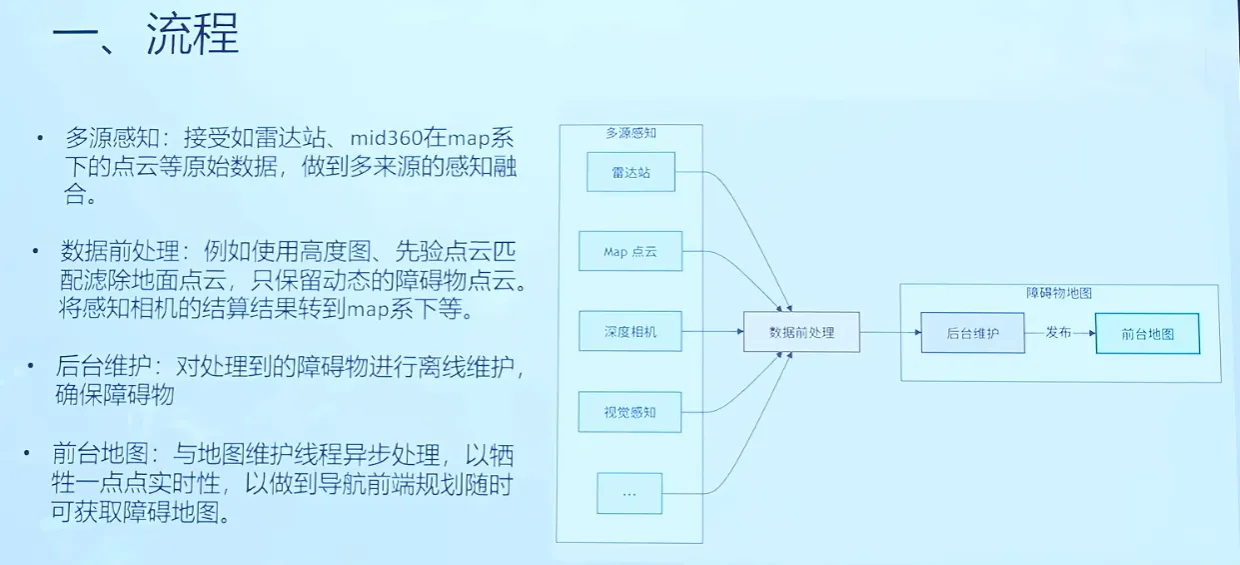 一、流程
• 多源感知：接受如雷达站、mid360在map系
下的点云等原始数据，做到多来源的感知融
合。
• 数据前处理：例如使用高度图、先验点云匹
配滤除地面点云，只保留动态的障碍物点云。
将感知相机的结算结果转到map系下等。
• 后台维护：对处理到的障碍物进行离线维护，
确保障碍物
• 前台地图：与地图维护线程异步处理，以牺
牲一点点实时性，以做到导航前端规划随时
可获取障碍地图。
多源感知
雷达站
Map 点云
深度相机
视觉感知
...
数据前处理
障碍物地图
后台维护
发布
前台地图